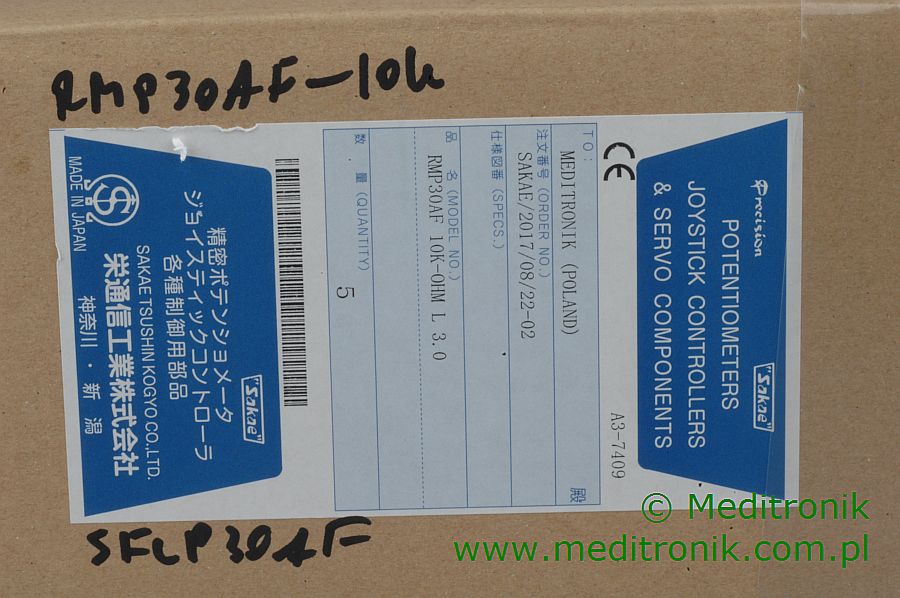 RMP30AF-10k
Precision
POTENTIOMETERS
JOYSTICK CONTROLLERS
& SERVO COMPONENTS
"Sakae"
CE
A3-7409
TO:
MEDITRONIK (POLAND)
殿
注文番号 (ORDER NO.)
SAKAE/2017/08/22-02
仕様図番 (SPECS.)
品 名 (MODEL NO.)
RMP30AF 10K-OHM L 3.0
数 量 (QUANTITY)
5
"Sakae"
精密ポテンショメータ
ジョイスティックコントローラ
各種制御用部品
SAKAE TSUSHIN KOGYO.CO.,LTD.
栄通信工業株式会社
神奈川・新潟
MADE IN JAPAN
SFLP30AF
© Meditronik
www.meditronik.com.pl